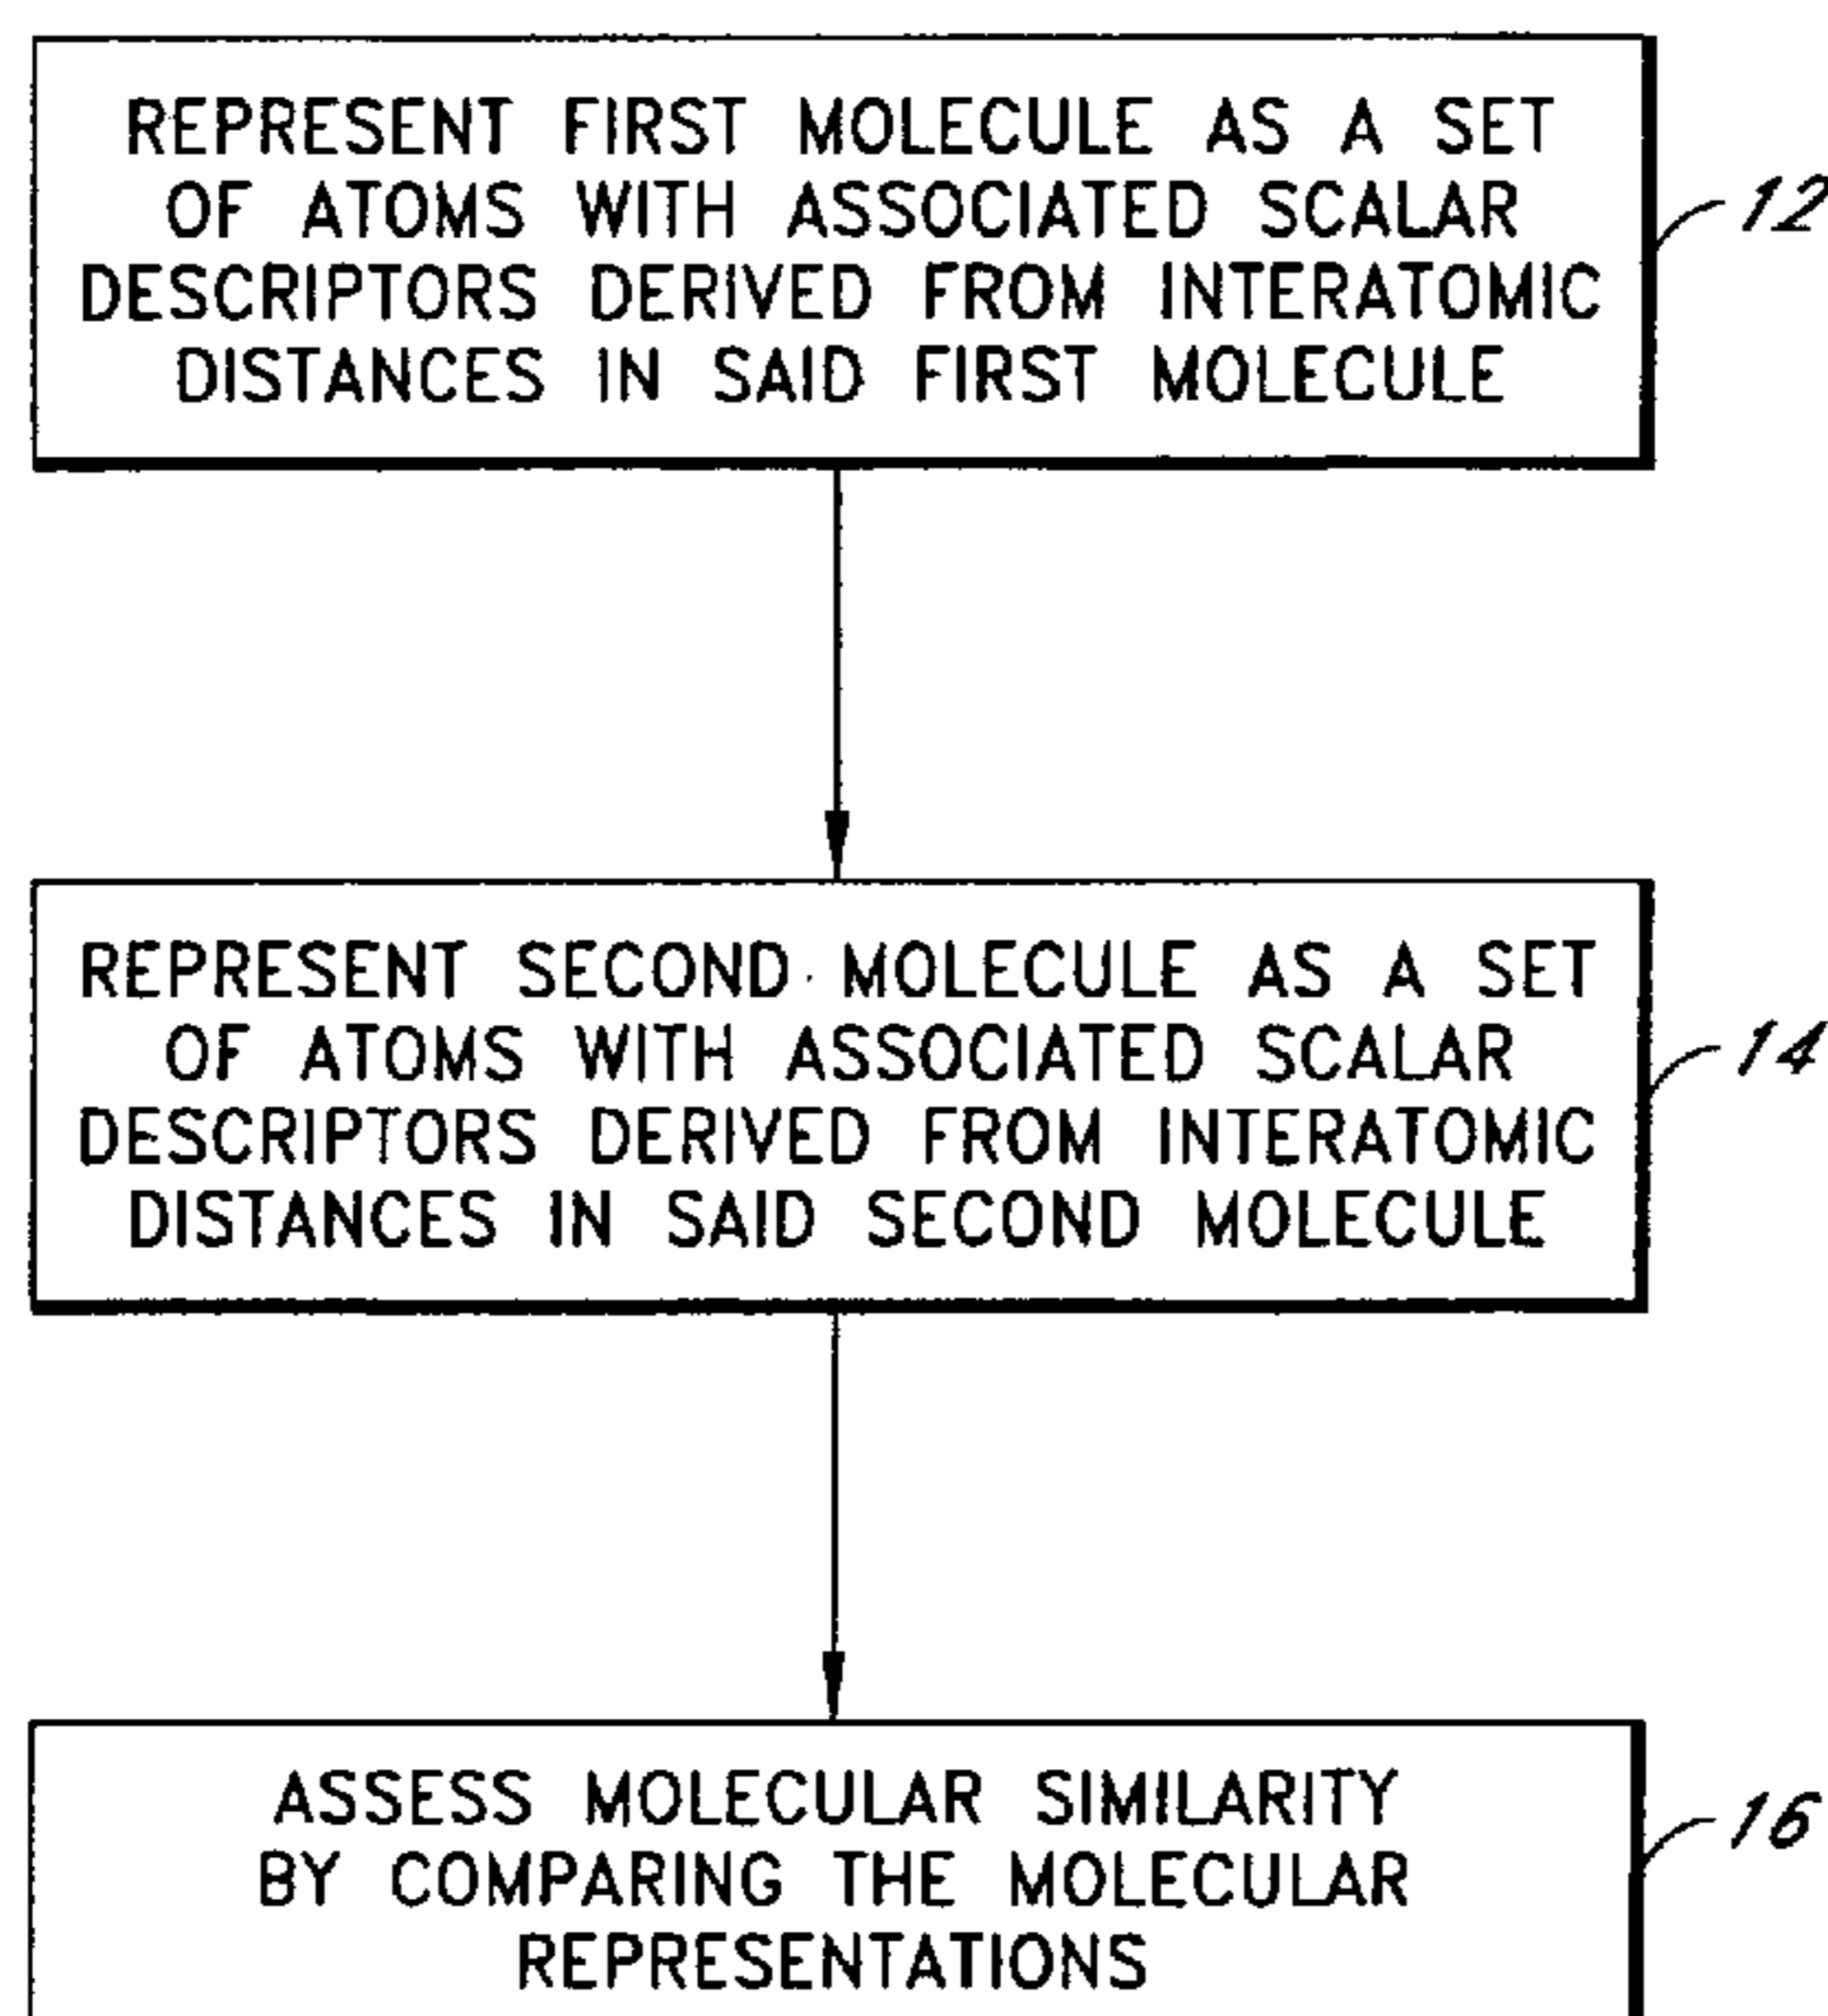 REPRESENT FIRST MOLECULE AS A SET
OF ATOMS WITH ASSOCIATED SCALAR
DESCRIPTORS DERIVED FROM INTERATOMIC
DISTANCES IN SAID FIRST MOLECULE
12
REPRESENT SECOND MOLECULE AS A SET
OF ATOMS WITH ASSOCIATED SCALAR
DESCRIPTORS DERIVED FROM INTERATOMIC
DISTANCES IN SAID SECOND MOLECULE
14
ASSESS MOLECULAR SIMILARITY
BY COMPARING THE MOLECULAR
REPRESENTATIONS
16